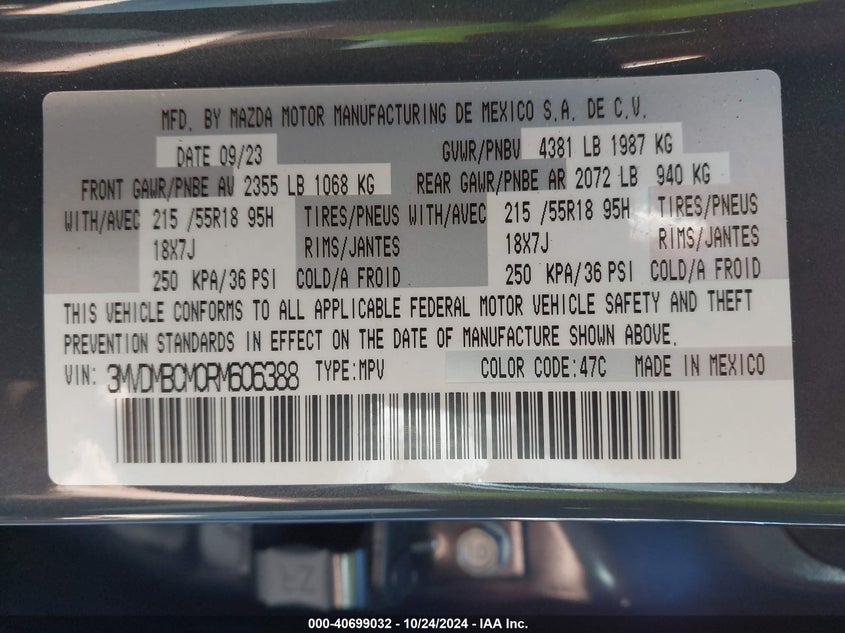 MFD. BY MAZDA MOTOR MANUFACTURING DE MEXICO S.A. DE C.V.
DATE 09/23 GVWR/PNBV 4381 LB 1987 KG
FRONT GAWR/PNBE AV 2355 LB 1068 KG REAR GAWR/PNBE AR 2072 LB 940 KG
WITH/AVEC 215 /55R18 95H TIRES/PNEUS WITH/AVEC 215 /55R18 95H TIRES/PNEUS
18X7J RIMS/JANTES 18X7J RIMS/JANTES
250 KPA/36 PSI COLD/A FROID 250 KPA/36 PSI COLD/A FROID
THIS VEHICLE CONFORMS TO ALL APPLICABLE FEDERAL MOTOR VEHICLE SAFETY AND THEFT
PREVENTION STANDARDS IN EFFECT ON THE DATE OF MANUFACTURE SHOWN ABOVE.
VIN: 3MVDMBCM0RM606388 TYPE:MPV COLOR CODE:47C MADE IN MEXICO
000-40699032 - 10/24/2024 - IAA Inc.